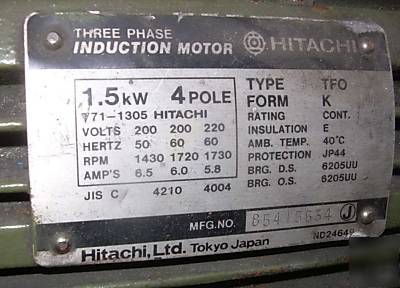 THREE PHASE
INDUCTION MOTOR HITACHI
1.5kW 4POLE
V71-1305 HITACHI
VOLTS 200 200 220
HERTZ 50 60 60
RPM 1430 1720 1730
AMP'S 6.5 6.0 5.8
JIS C 4210 4004
TYPE TFO
FORM K
RATING CONT.
INSULATION E
AMB. TEMP. 40°C
PROTECTION JP44
BRG. O.S. 6205UU
BRG. D.S. 6205UU
MFG.NO. J
Hitachi,Ltd. Tokyo Japan